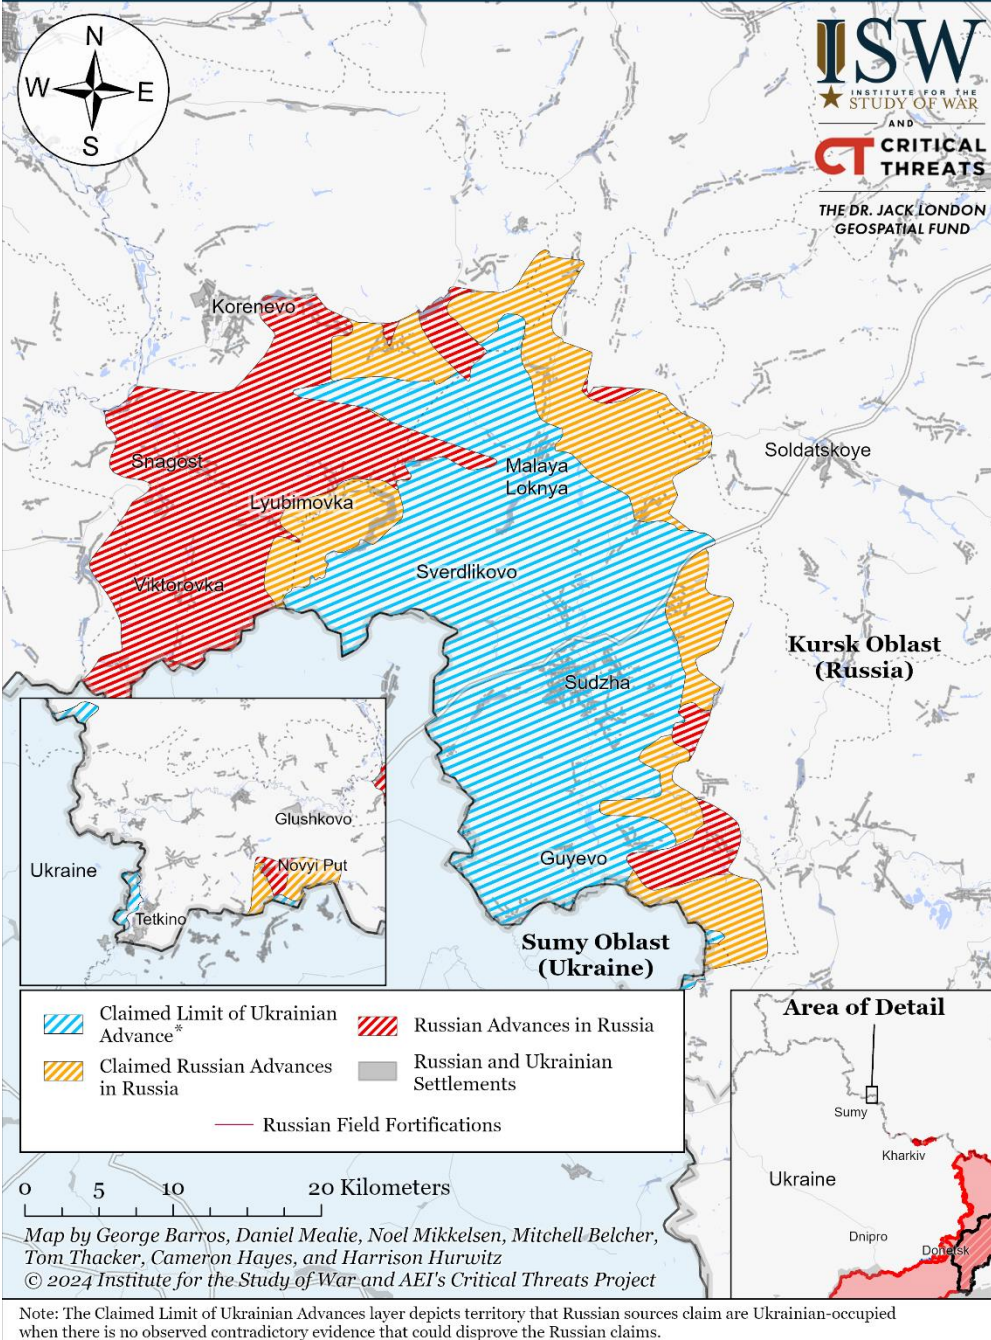 N
W
E
S
ISW
INSTITUTE FOR THE
STUDY OF WAR
AND
CT CRITICAL
THREATS
THE DR. JACK LONDON
GEOSPATIAL FUND
Korenevo
Soldatskoye
Snagost
Malaya
Loknya
Lyubimovka
Sverdlikovo
Viktorovka
Kursk Oblast
(Russia)
Sudzha
Guyevo
Sumy Oblast
(Ukraine)
Glushkovo
Novyi Put
Ukraine
Tetkino
Claimed Limit of Ukrainian
Advance*
Russian Advances in Russia
Claimed Russian Advances
in Russia
Russian and Ukrainian
Settlements
Russian Field Fortifications
Area of Detail
Sumy
Kharkiv
Ukraine
Dnipro
Donetsk
0 5 10 20 Kilometers
Map by George Barros, Daniel Mealie, Noel Mikkelsen, Mitchell Belcher,
Tom Thacker, Cameron Hayes, and Harrison Hurwitz
© 2024 Institute for the Study of War and AEI's Critical Threats Project
Note: The Claimed Limit of Ukrainian Advances layer depicts territory that Russian sources claim are Ukrainian-occupied
when there is no observed contradictory evidence that could disprove the Russian claims.